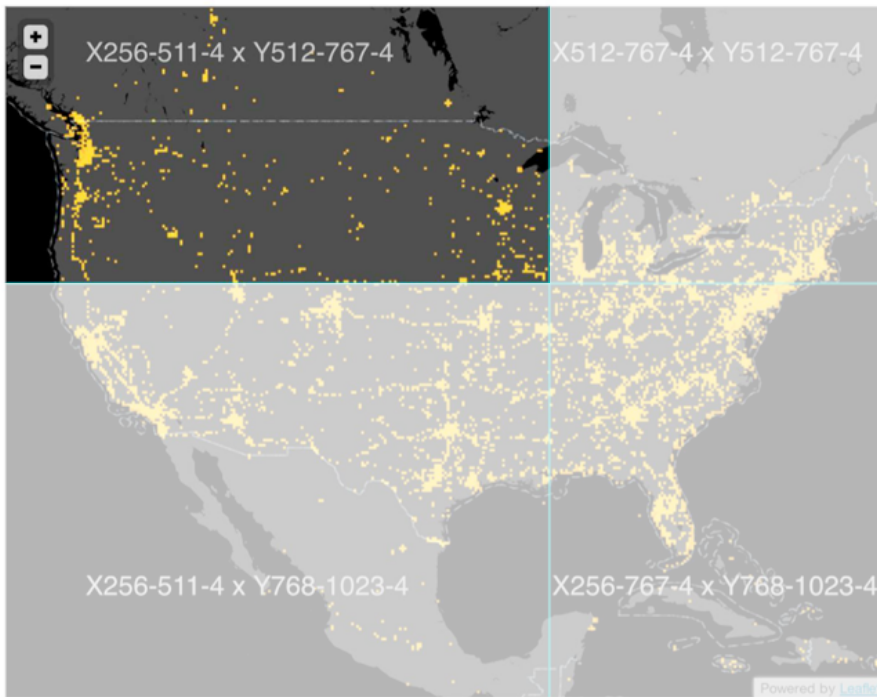 +
−
X256-511-4 x Y512-767-4
X512-767-4 x Y512-767-4
X256-511-4 x Y768-1023-4
X256-767-4 x Y768-1023-4
Powered by